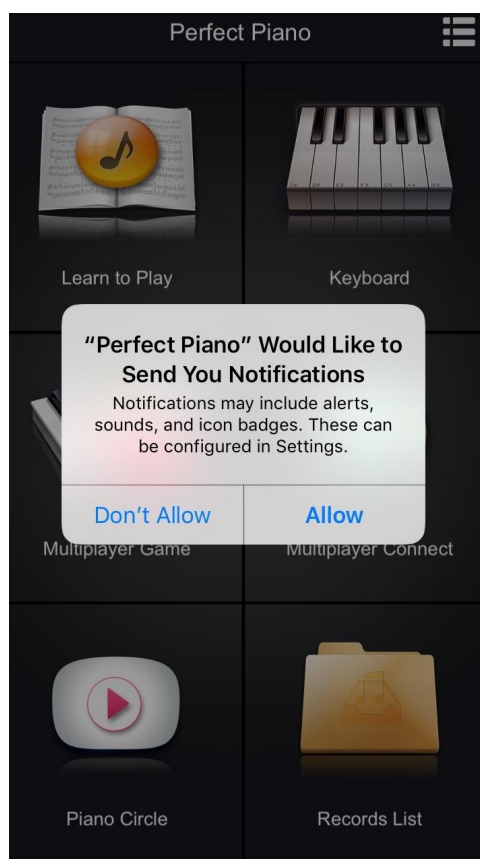 Perfect Piano
Learn to Play
Keyboard
“Perfect Piano” Would Like to
Send You Notifications
Notifications may include alerts,
sounds, and icon badges. These can
be configured in Settings.
Don’t Allow
Allow
Multiplayer Game
Multiplayer Connect
Piano Circle
Records List